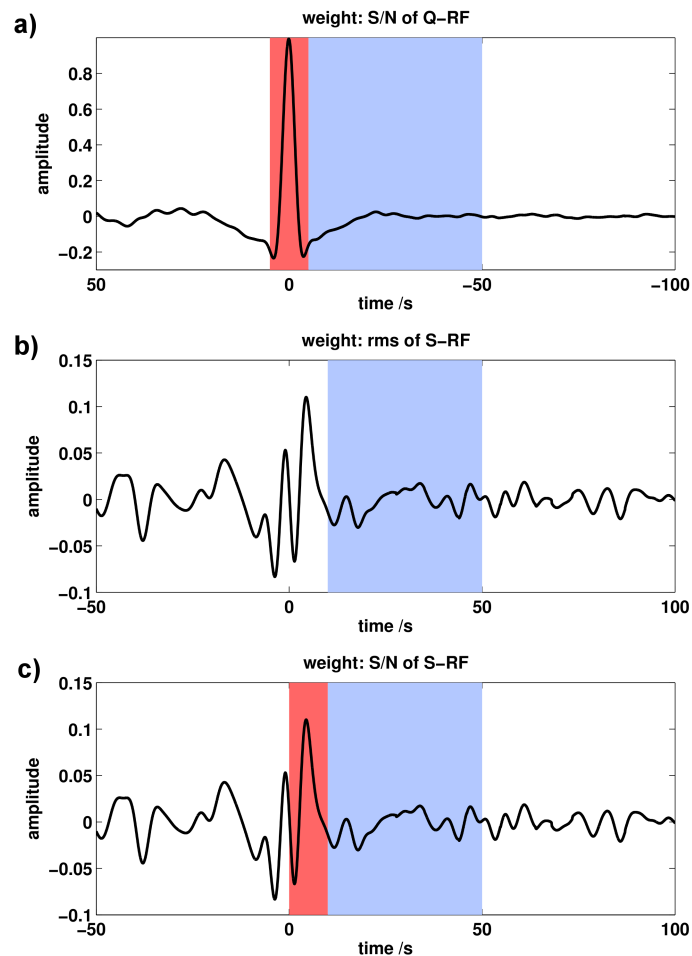 a)
weight: S/N of Q−RF
amplitude
0.8
0.6
0.4
0.2
0
−0.2
50
0
−50
−100
time /s
b)
weight: rms of S−RF
amplitude
0.15
0.1
0.05
0
−0.05
−0.1
−50
0
50
100
time /s
c)
weight: S/N of S−RF
amplitude
0.15
0.1
0.05
0
−0.05
−0.1
−50
0
50
100
time /s